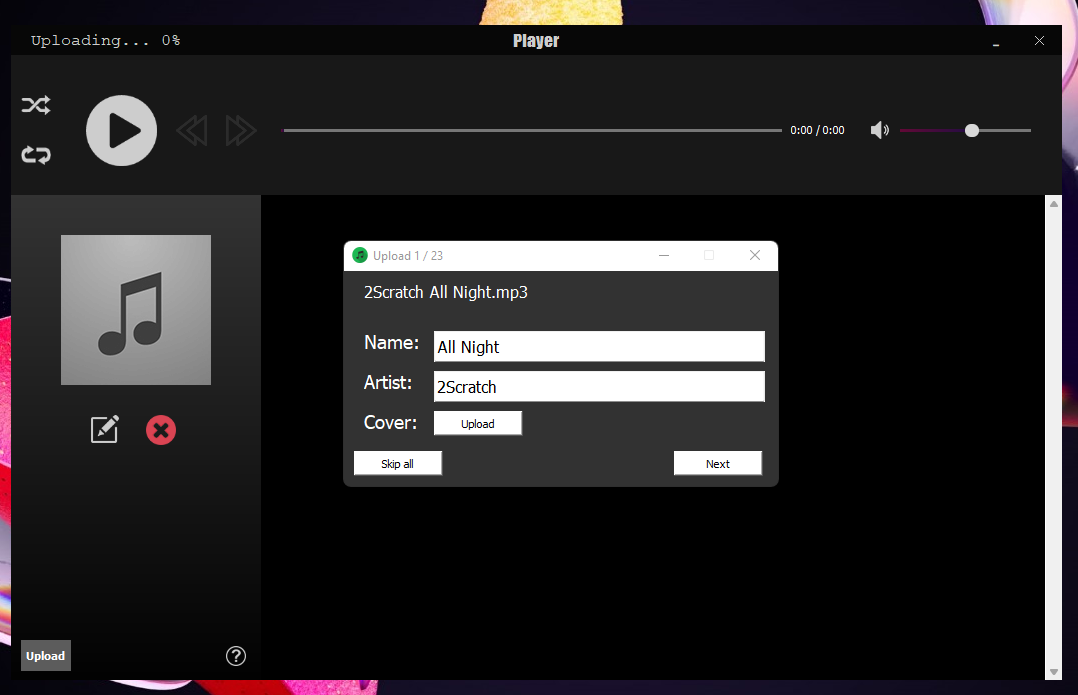 Uploading... 0%
Player
0:00 / 0:00
Upload 1 / 23
2Scratch All Night.mp3
Name: All Night
Artist: 2Scratch
Cover: Upload
Skip all Next
Upload ?